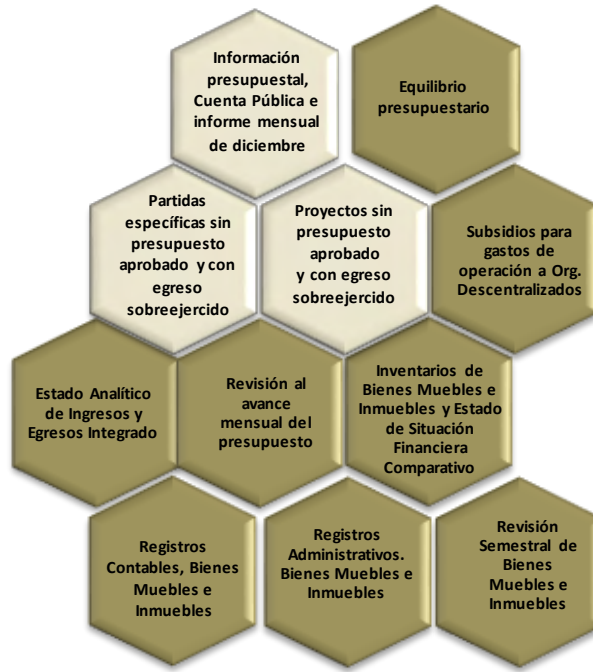 Información
presupuestal,
Cuenta Pública e
informe mensual
de diciembre
Equilibrio
presupuestario
Partidas
específicas sin
presupuesto
aprobado y con
egreso
sobreejercido
Proyectos sin
presupuesto
aprobado
y con egreso
sobreejercido
Subsidios para
gastos de
operación a Org.
Descentralizados
Estado Analítico
de Ingresos y
Egresos Integrado
Revisión al
avance
mensual del
presupuesto
Inventarios de
Bienes Muebles e
Inmuebles y Estado
de Situación
Financiera
Comparativo
Registros
Contables, Bienes
Muebles e
Inmuebles
Registros
Administrativos.
Bienes Muebles e
Inmuebles
Revisión
Semestral de
Bienes
Muebles e
Inmuebles